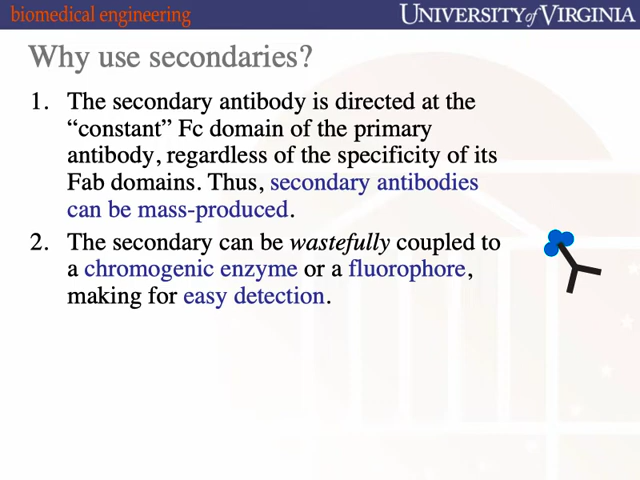 biomedical engineering
UNIVERSITY of VIRGINIA
Why use secondaries?
1. The secondary antibody is directed at the
“constant” Fc domain of the primary
antibody, regardless of the specificity of its
Fab domains. Thus, secondary antibodies
can be mass-produced.
2. The secondary can be wastefully coupled to
a chromogenic enzyme or a fluorophore,
making for easy detection.